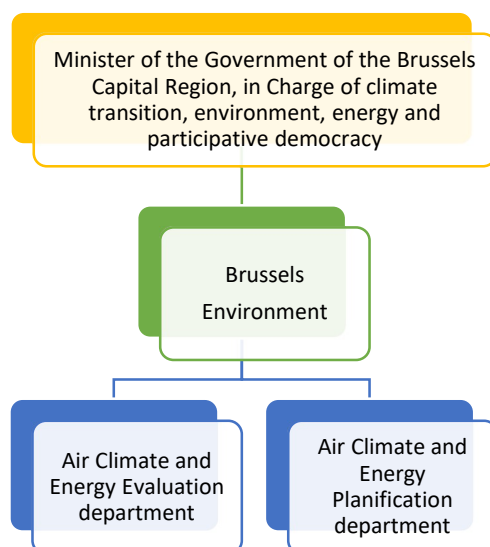 Minister of the Government of the Brussels
Capital Region, in Charge of climate
transition, environment, energy and
participative democracy
Brussels
Environment
Air Climate and
Energy Evaluation
department
Air Climate and
Energy
Planification
department